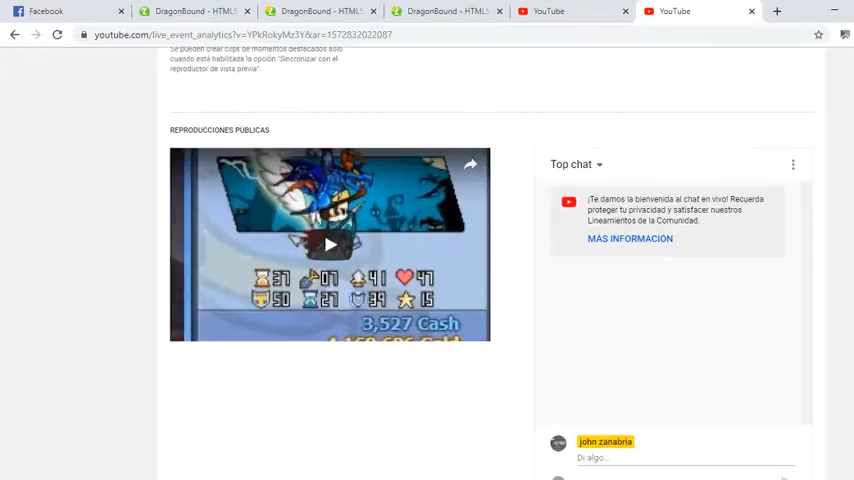 Facebook
DragonBound - HTML5
DragonBound - HTML5
DragonBound - HTML5
YouTube
YouTube
youtube.com/live_event_analytics?v=YPkRokyMz3Y&ar=1572832022087
Se pueden crear clips de momentos destacados solo
cuando está habilitada la opción "Sincronizar con el
reproductor de vista previa".
REPRODUCCIONES PÚBLICAS
37 07 41 47
50 27 39 15
3,527 Cash
Top chat
¡Te damos la bienvenida al chat en vivo! Recuerda
proteger tu privacidad y satisfacer nuestros
Lineamientos de la Comunidad.
MÁS INFORMACIÓN
john zanabria
Di algo...